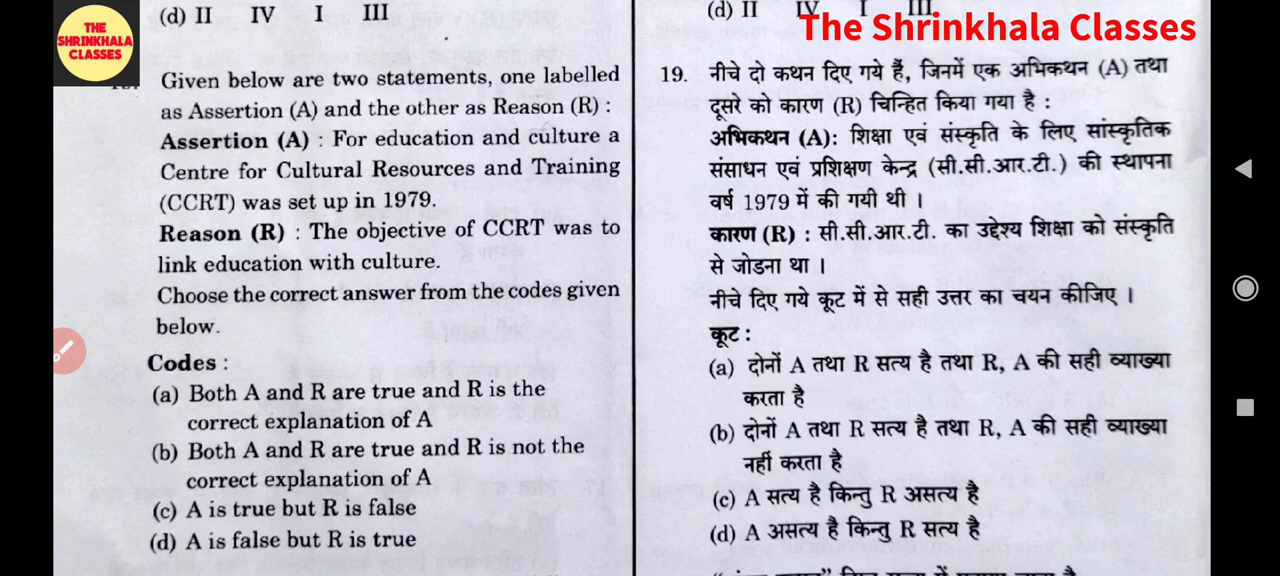 (d) II IV I III
THE
SHRINKHALA
CLASSES
Given below are two statements, one labelled
as Assertion (A) and the other as Reason (R) :
Assertion (A) : For education and culture a
Centre for Cultural Resources and Training
(CCRT) was set up in 1979.
Reason (R) : The objective of CCRT was to
link education with culture.
Choose the correct answer from the codes given
below.
Codes :
(a) Both A and R are true and R is the
correct explanation of A
(b) Both A and R are true and R is not the
correct explanation of A
(c) A is true but R is false
(d) A is false but R is true
(d) II IV I III
The Shrinkhala Classes
19. नीचे दो कथन दिए गये हैं, जिनमें एक अभिकथन (A) तथा
दूसरे को कारण (R) चिन्हित किया गया है :
अभिकथन (A): शिक्षा एवं संस्कृति के लिए सांस्कृतिक
संसाधन एवं प्रशिक्षण केन्द्र (सी.सी.आर.टी.) की स्थापना
वर्ष 1979 में की गयी थी ।
कारण (R) : सी.सी.आर.टी. का उद्देश्य शिक्षा को संस्कृति
से जोडना था ।
नीचे दिए गये कूट में से सही उत्तर का चयन कीजिए ।
कूट :
(a) दोनों A तथा R सत्य है तथा R, A की सही व्याख्या
करता है
(b) दोनों A तथा R सत्य है तथा R, A की सही व्याख्या
नहीं करता है
(c) A सत्य है किन्तु R असत्य है
(d) A असत्य है किन्तु R सत्य है